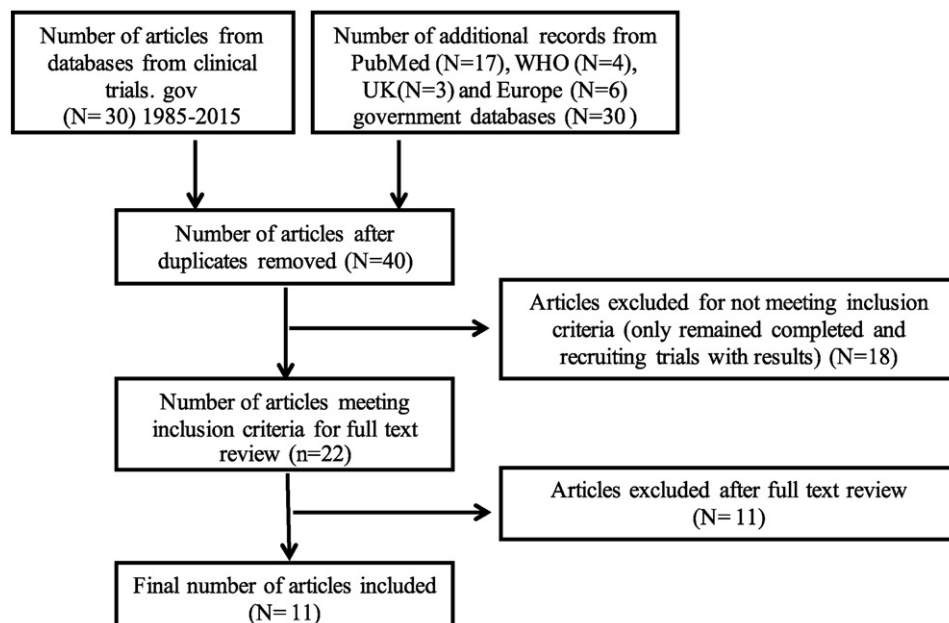 Number of articles from
databases from clinical
trials. gov
(N= 30) 1985-2015
Number of additional records from
PubMed (N=17), WHO (N=4),
UK(N=3) and Europe (N=6)
government databases (N=30 )
Number of articles after
duplicates removed (N=40)
Articles excluded for not meeting inclusion
criteria (only remained completed and
recruiting trials with results) (N=18)
Number of articles meeting
inclusion criteria for full text
review (n=22)
Articles excluded after full text review
(N= 11)
Final number of articles included
(N= 11)